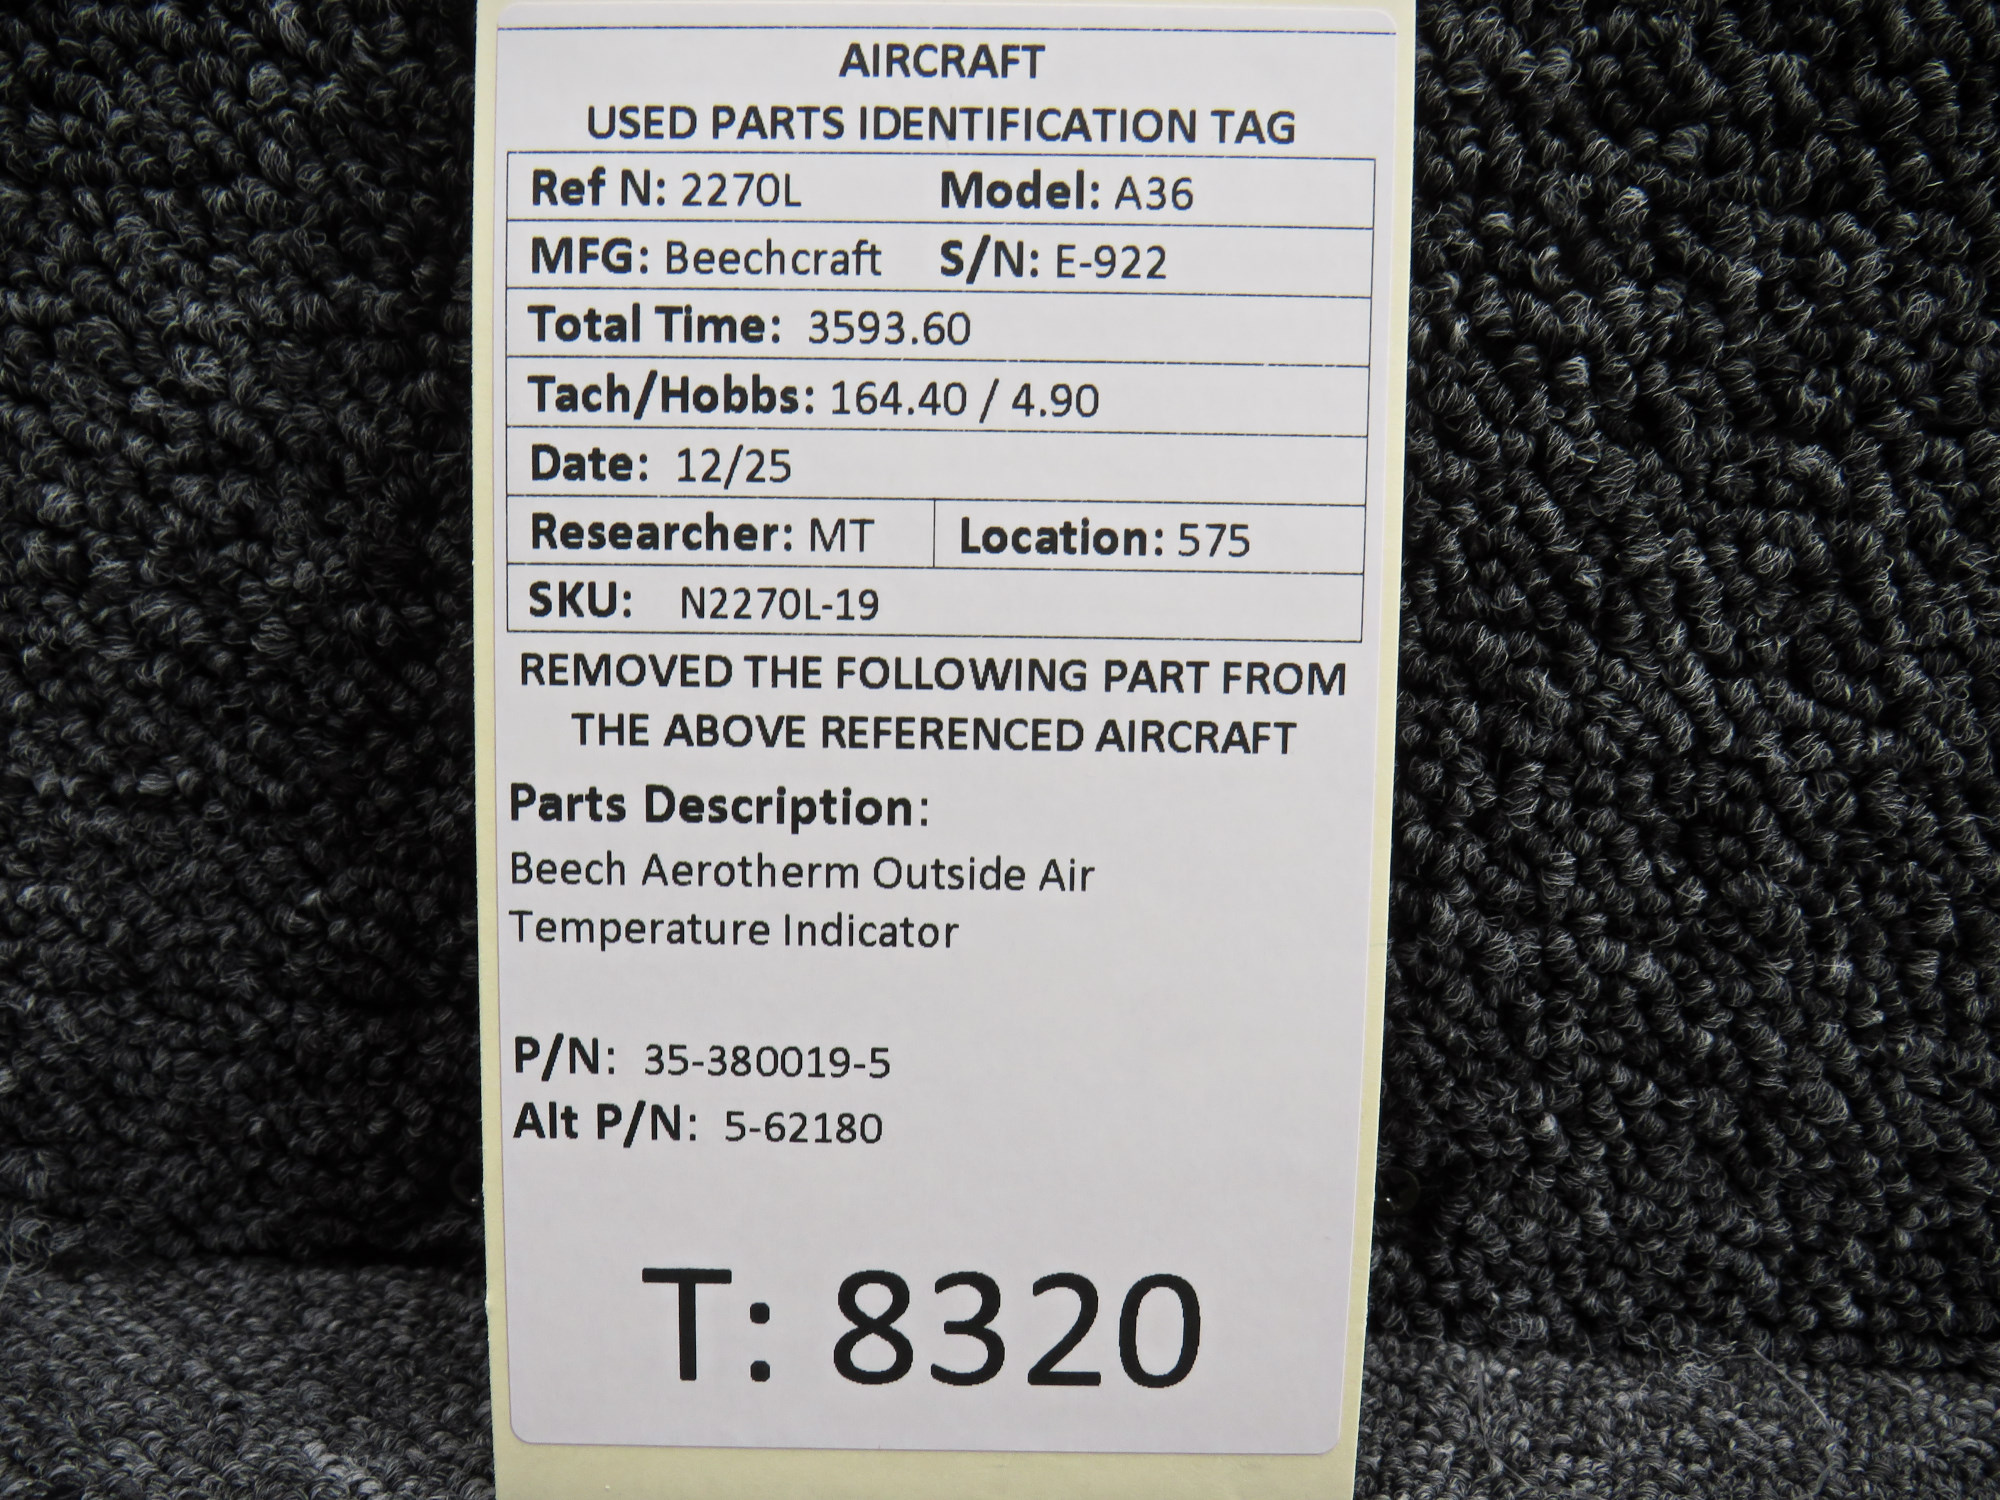 AIRCRAFT
USED PARTS IDENTIFICATION TAG
Ref N: 2270L Model: A36
MFG: Beechcraft S/N: E-922
Total Time: 3593.60
Tach/Hobbs: 164.40 / 4.90
Date: 12/25
Researcher: MT Location: 575
SKU: N2270L-19
REMOVED THE FOLLOWING PART FROM
THE ABOVE REFERENCED AIRCRAFT
Parts Description:
Beech Aerotherm Outside Air
Temperature Indicator
P/N: 35-380019-5
Alt P/N: 5-62180
T: 8320